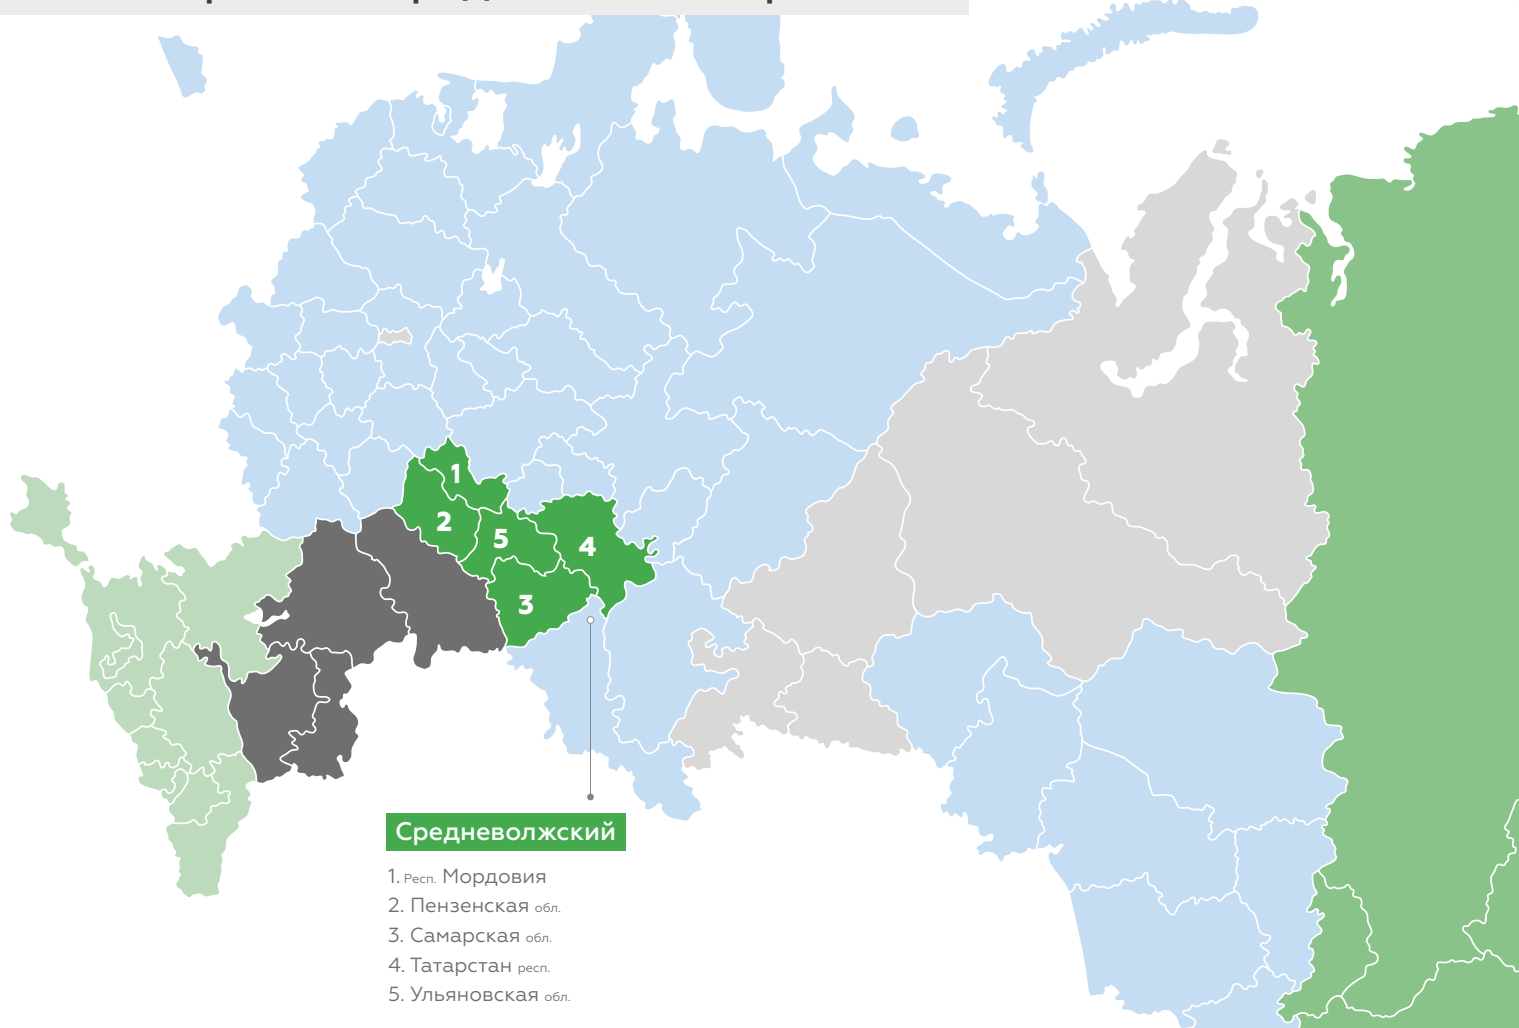 1
2
5
4
3
Средневолжский
1. Респ. Мордовия
2. Пензенская обл.
3. Самарская обл.
4. Татарстан респ.
5. Ульяновская обл.